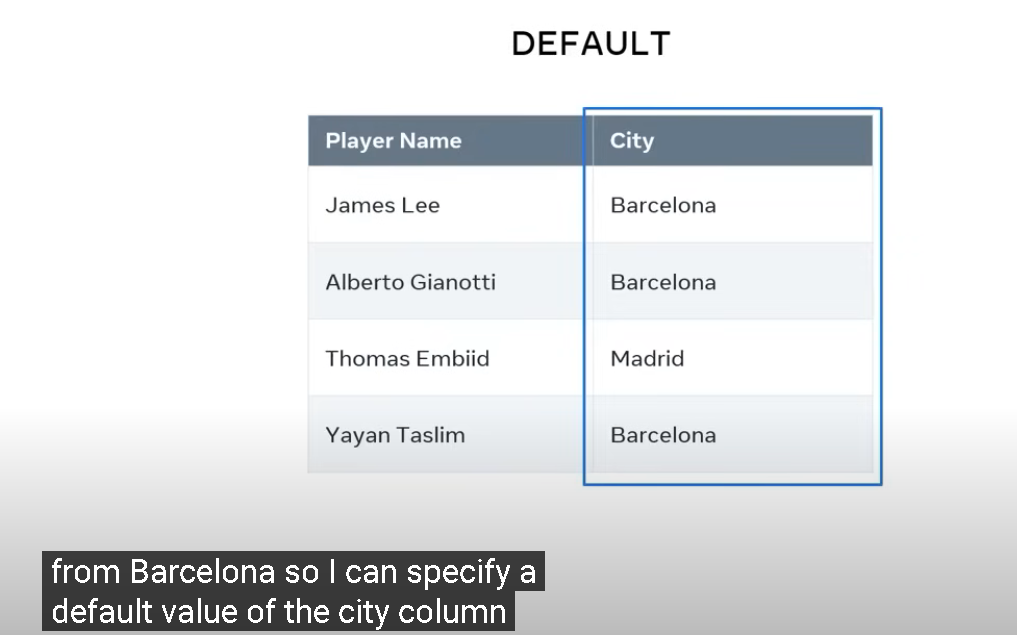 DEFAULT
Player Name City
James Lee Barcelona
Alberto Gianotti Barcelona
Thomas Embiid Madrid
Yayan Taslim Barcelona
from Barcelona so I can specify a
default value of the city column